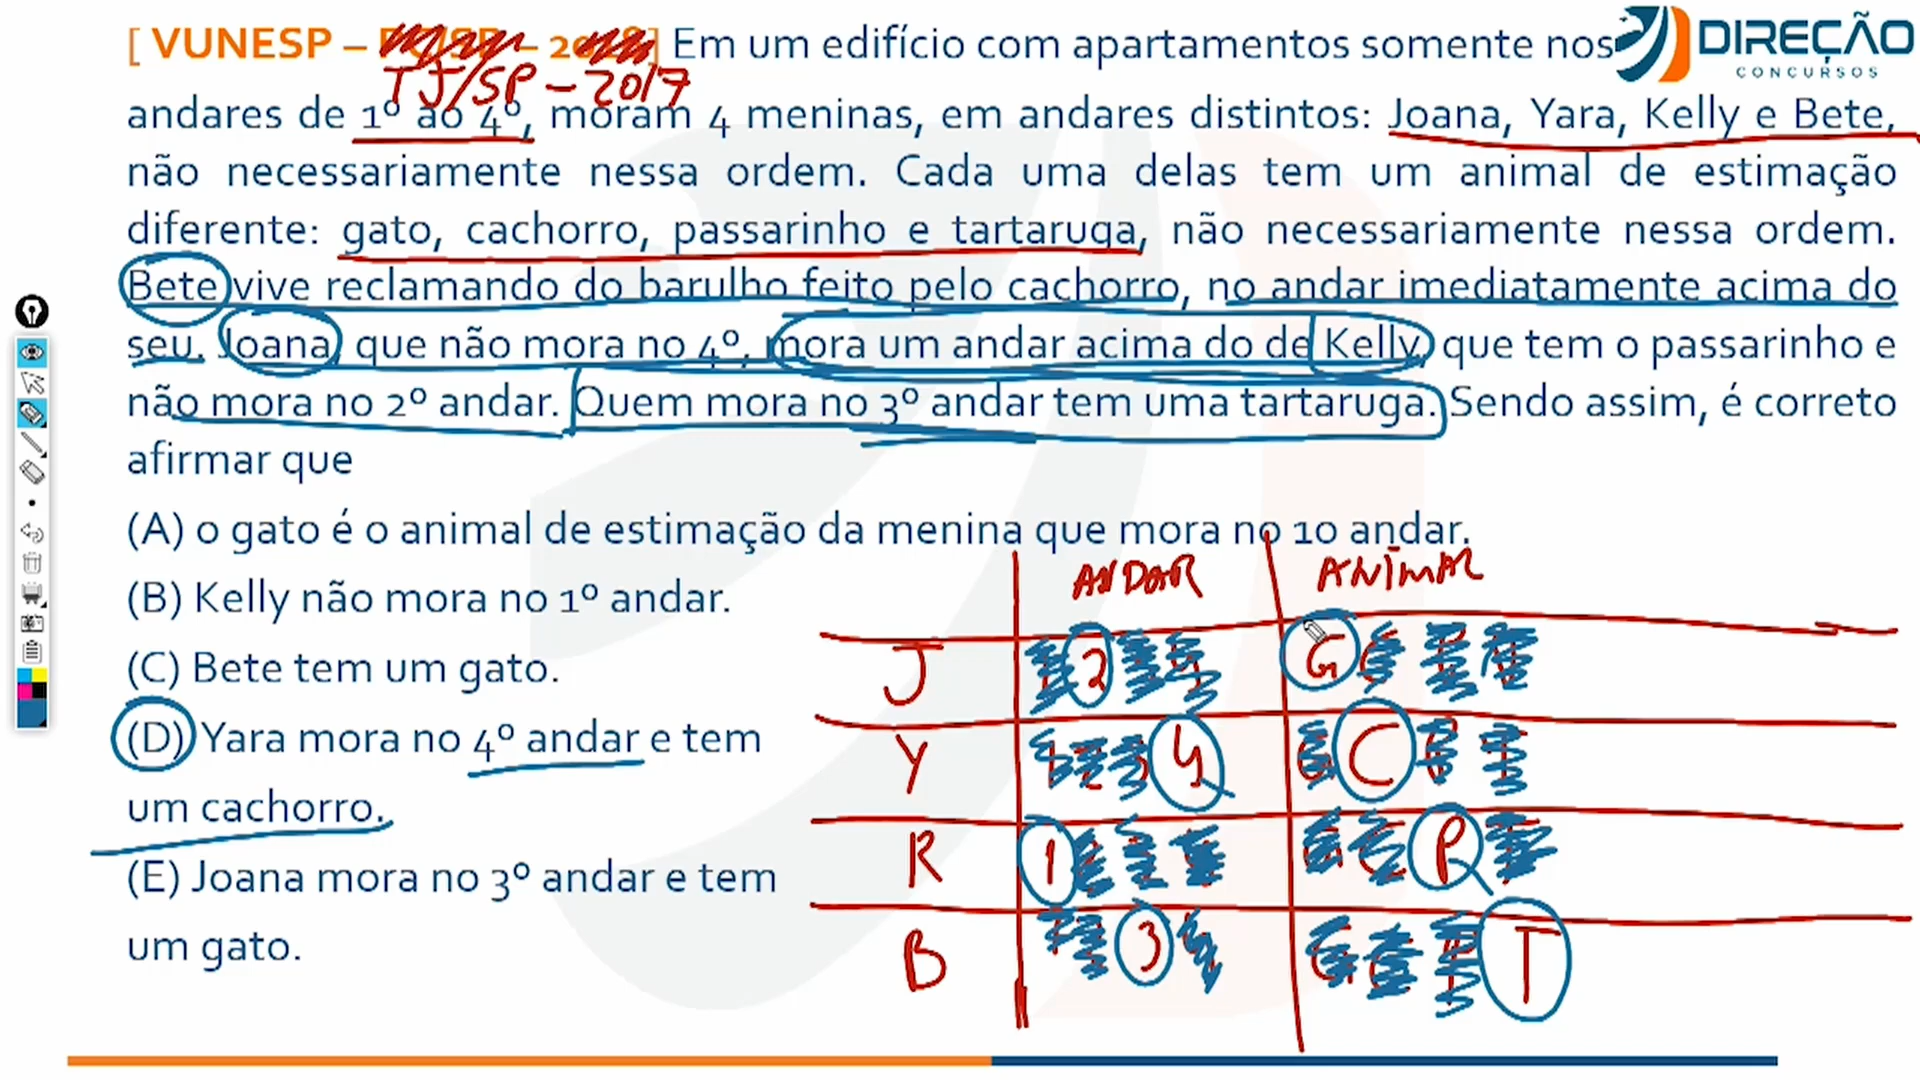 [ VUNESP – PC/SP – 2018] Em um edifício com apartamentos somente nos
DIREÇÃO
CONCURSOS
TJ/SP - 2017
andares de 1º ao 4º, moram 4 meninas, em andares distintos: Joana, Yara, Kelly e Bete,
não necessariamente nessa ordem. Cada uma delas tem um animal de estimação
diferente: gato, cachorro, passarinho e tartaruga, não necessariamente nessa ordem.
Bete vive reclamando do barulho feito pelo cachorro, no andar imediatamente acima do
seu. Joana, que não mora no 4º, mora um andar acima do de Kelly, que tem o passarinho e
não mora no 2º andar. Quem mora no 3º andar tem uma tartaruga. Sendo assim, é correto
afirmar que
(A) o gato é o animal de estimação da menina que mora no 10 andar.
(B) Kelly não mora no 1º andar.
(C) Bete tem um gato.
(D) Yara mora no 4º andar e tem
um cachorro.
(E) Joana mora no 3º andar e tem
um gato.
ANDAR ANIMAL
J 2 G
Y 4 C
K 1 P
B 3 T